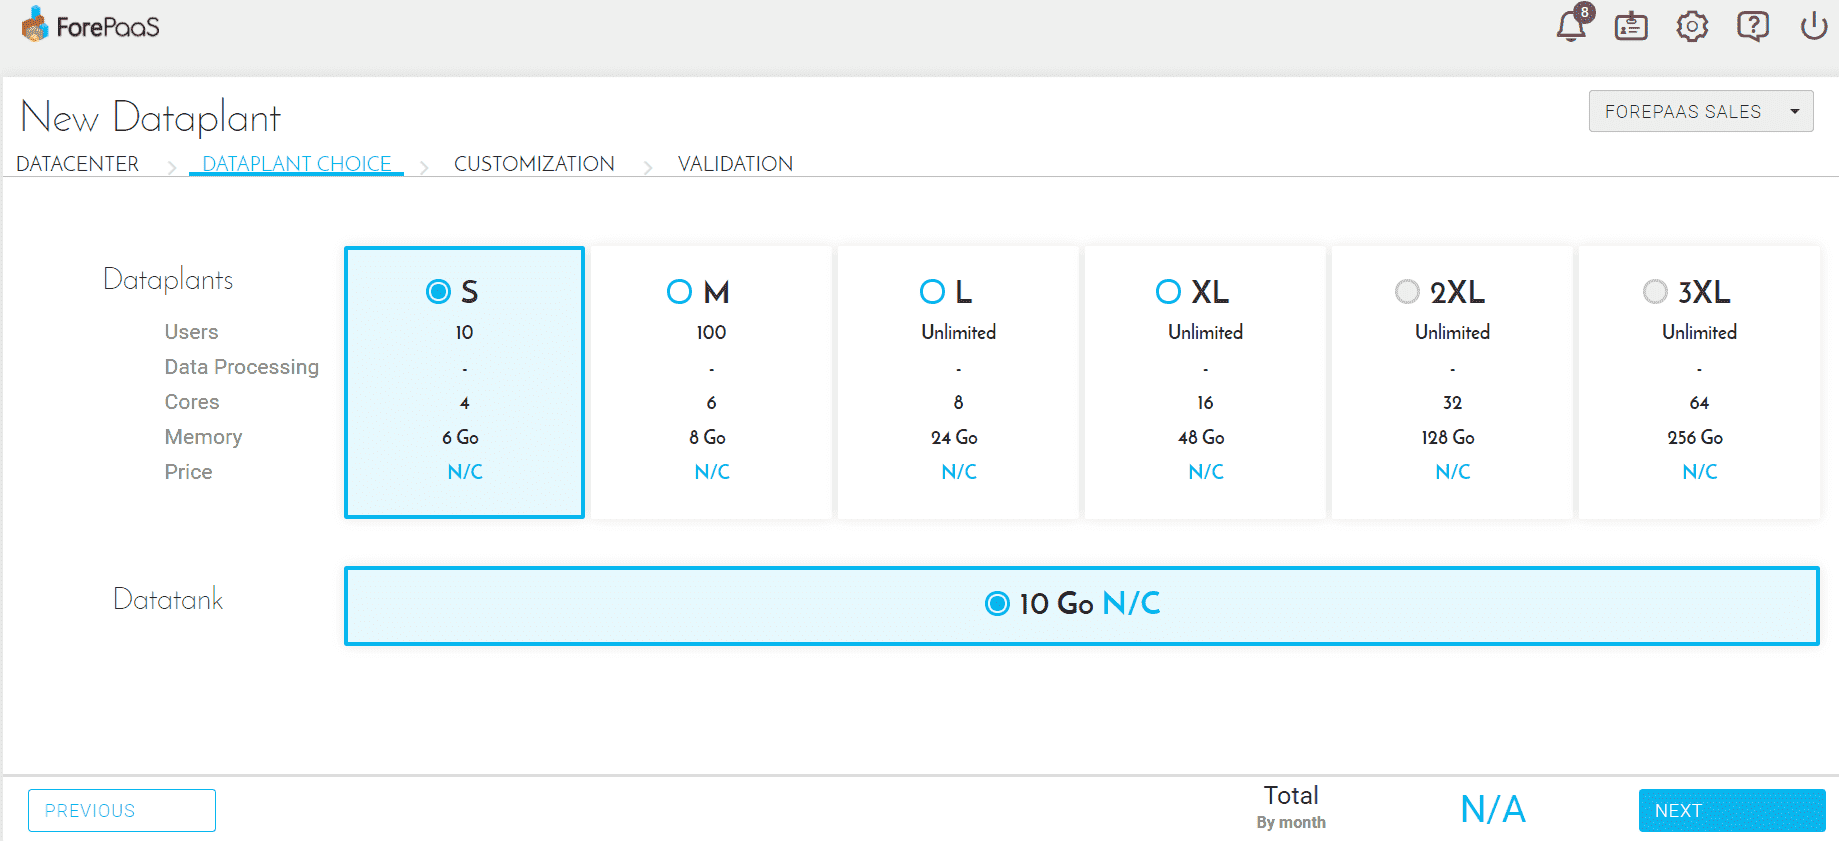 ForePaaS
8
New Dataplant
FOREPAAS SALES
DATACENTER DATAPLANT CHOICE CUSTOMIZATION VALIDATION
Dataplants S M L XL 2XL 3XL
Users 10 100 Unlimited Unlimited Unlimited Unlimited
Data Processing - - - - - -
Cores 4 6 8 16 32 64
Memory 6 Go 8 Go 24 Go 48 Go 128 Go 256 Go
Price N/C N/C N/C N/C N/C N/C
Datatank 10 Go N/C
PREVIOUS
Total
By month
N/A
NEXT